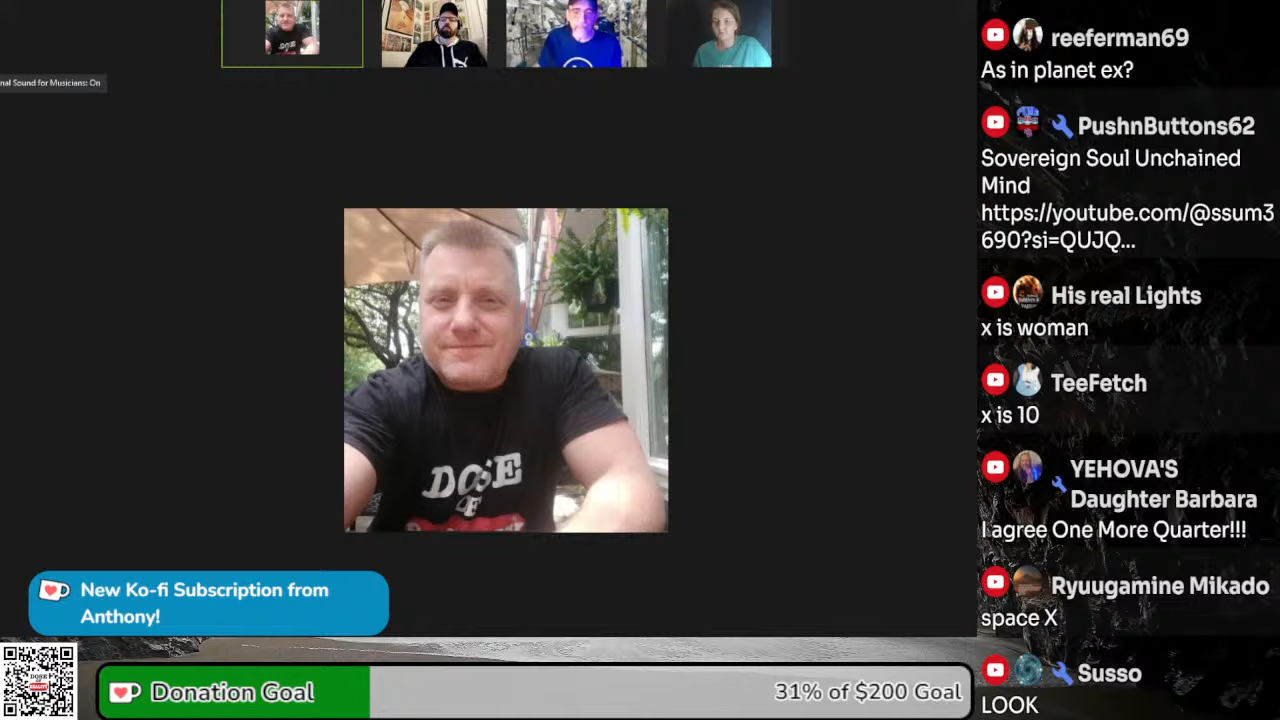 nal Sound for Musicians: On
DOSE
OF
New Ko-fi Subscription from
Anthony!
Donation Goal
31% of $200 Goal
reeferman69
As in planet ex?
PushnButtons62
Sovereign Soul Unchained
Mind
https://youtube.com/@ssum3
690?si=QUJQ...
His real Lights
x is woman
TeeFetch
x is 10
YEHOVA'S
Daughter Barbara
I agree One More Quarter!!!
Ryuugamine Mikado
space X
Susso
LOOK